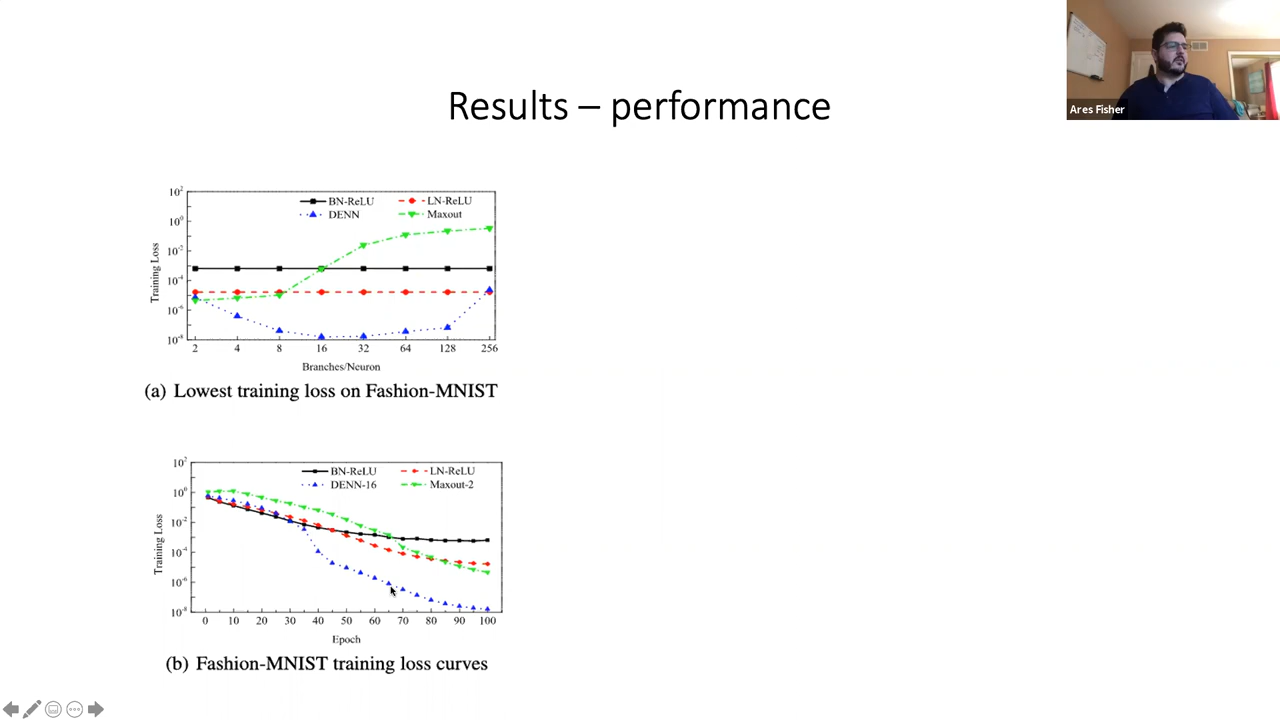 Ares Fisher
Results – performance
10² 10⁰ 10⁻² 10⁻⁴ 10⁻⁶ 10⁻⁸
Training Loss
BN-ReLU LN-ReLU
DENN Maxout
2 4 8 16 32 64 128 256
Branches/Neuron
(a) Lowest training loss on Fashion-MNIST
10² 10⁰ 10⁻² 10⁻⁴ 10⁻⁶ 10⁻⁸
Training Loss
BN-ReLU LN-ReLU
DENN-16 Maxout-2
0 10 20 30 40 50 60 70 80 90 100
Epoch
(b) Fashion-MNIST training loss curves